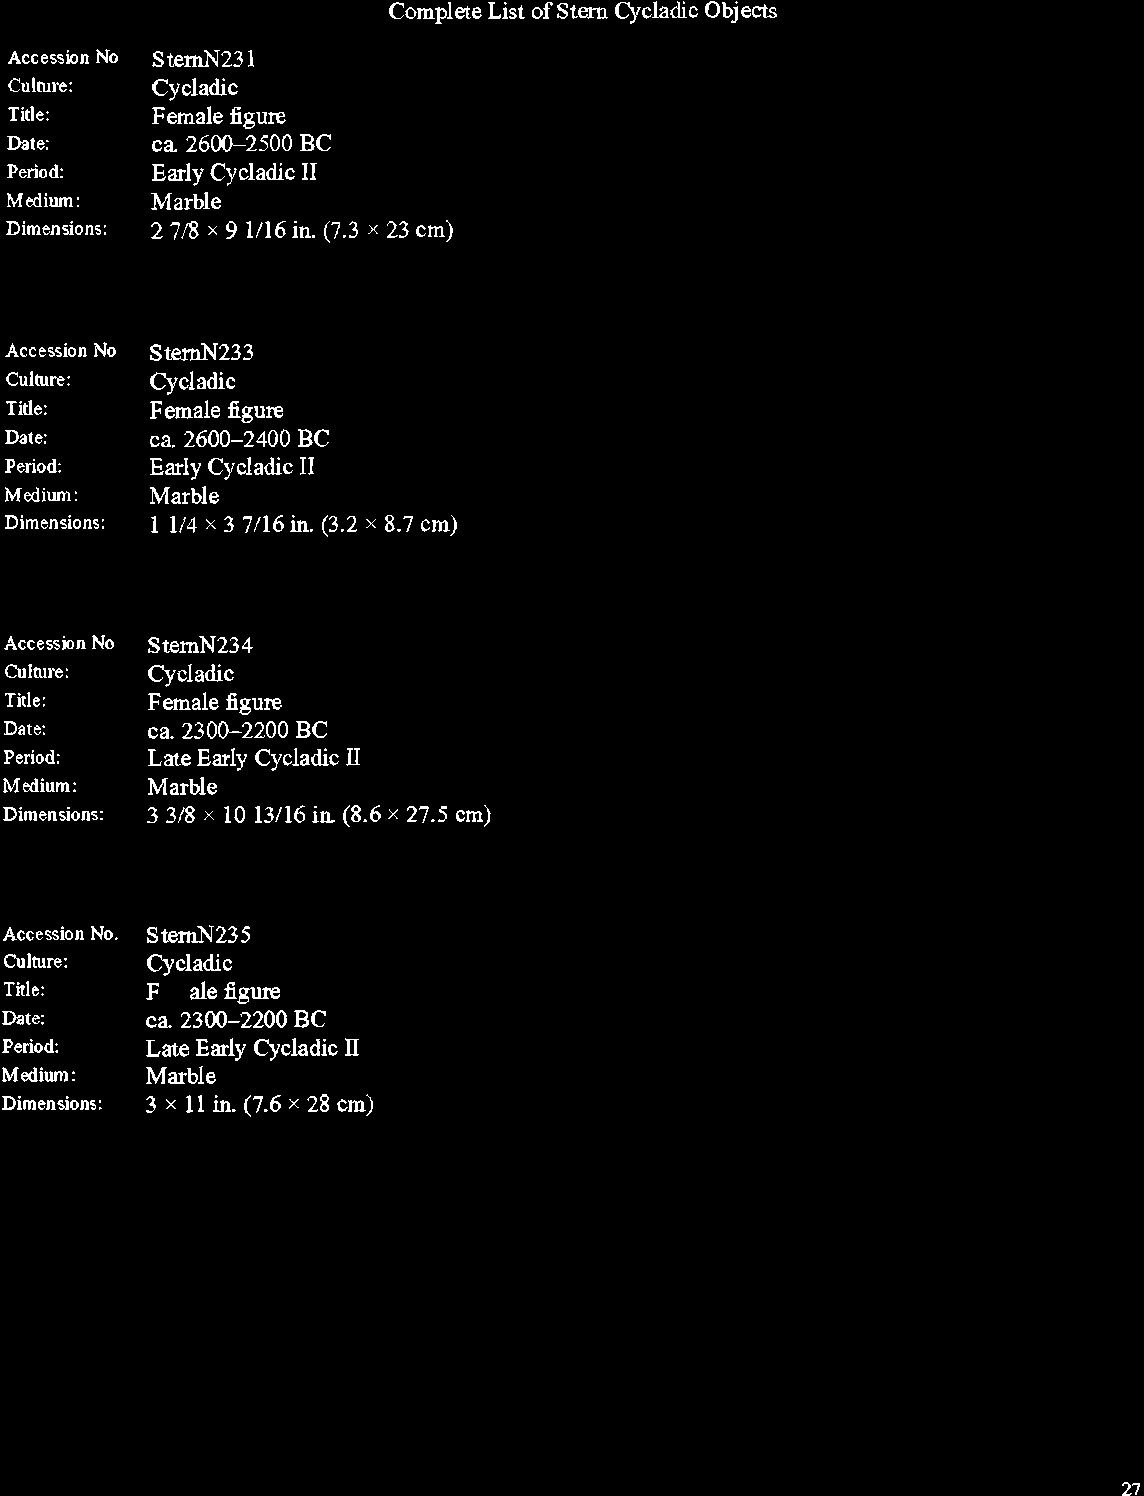 Complete List of Stern Cycladic Objects
Accession No SternN231
Culture: Cycladic
Title: Female figure
Date: ca. 2600–2500 BC
Period: Early Cycladic II
Medium: Marble
Dimensions: 2 7/8 × 9 1/16 in. (7.3 × 23 cm)
Accession No SternN233
Culture: Cycladic
Title: Female figure
Date: ca. 2600–2400 BC
Period: Early Cycladic II
Medium: Marble
Dimensions: 1 1/4 × 3 7/16 in. (3.2 × 8.7 cm)
Accession No SternN234
Culture: Cycladic
Title: Female figure
Date: ca. 2300–2200 BC
Period: Late Early Cycladic II
Medium: Marble
Dimensions: 3 3/8 × 10 13/16 in. (8.6 × 27.5 cm)
Accession No. SternN235
Culture: Cycladic
Title: F ale figure
Date: ca. 2300–2200 BC
Period: Late Early Cycladic II
Medium: Marble
Dimensions: 3 × 11 in. (7.6 × 28 cm)
27